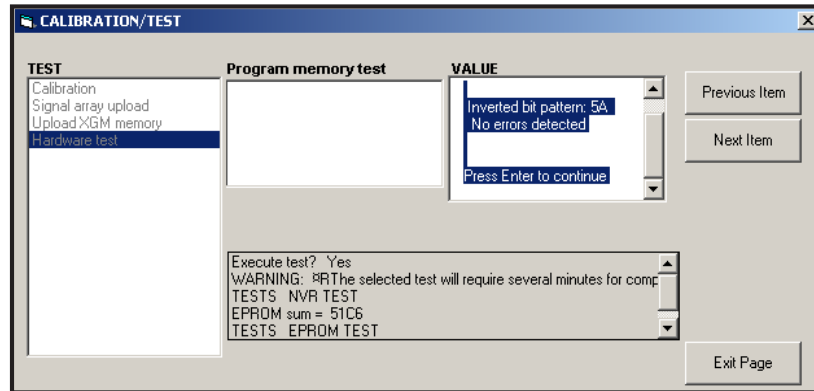 CALIBRATION/TEST
TEST
Calibration
Signal array upload
Upload XGM memory
Hardware test
Program memory test
VALUE
Inverted bit pattern: 5A
No errors detected
Press Enter to continue
Previous Item
Next Item
Execute test?  Yes
WARNING:  ¤RThe selected test will require several minutes for comp
TESTS  NVR TEST
EPROM sum =  51C6
TESTS  EPROM TEST
Exit Page